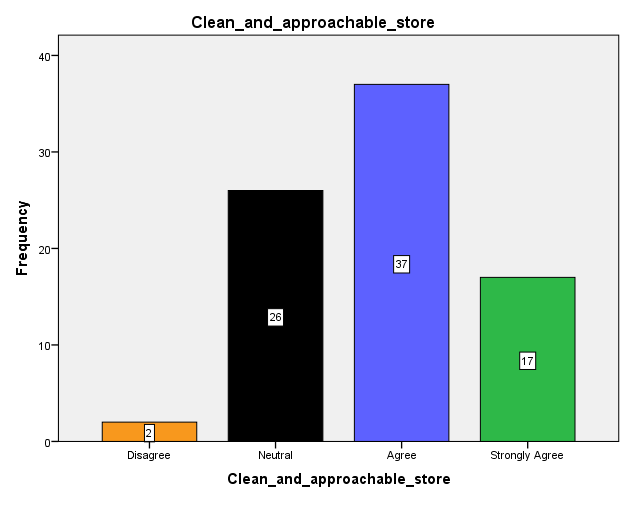 Clean_and_approachable_store
Frequency
40
30
20
10
0
2
26
37
17
Disagree Neutral Agree Strongly Agree
Clean_and_approachable_store